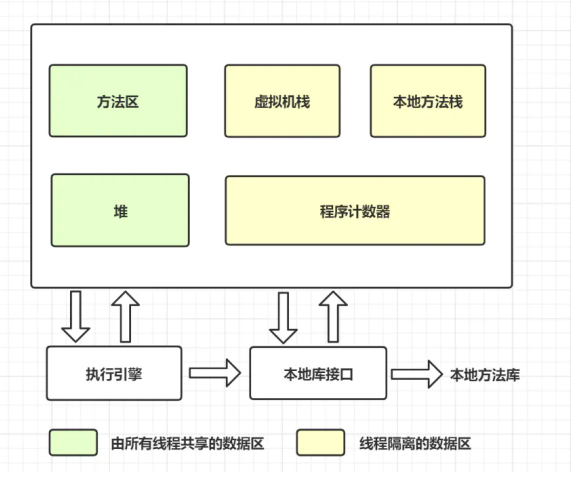 方法区
虚拟机栈
本地方法栈
堆
程序计数器
执行引擎
本地库接口
本地方法库
由所有线程共享的数据区
线程隔离的数据区